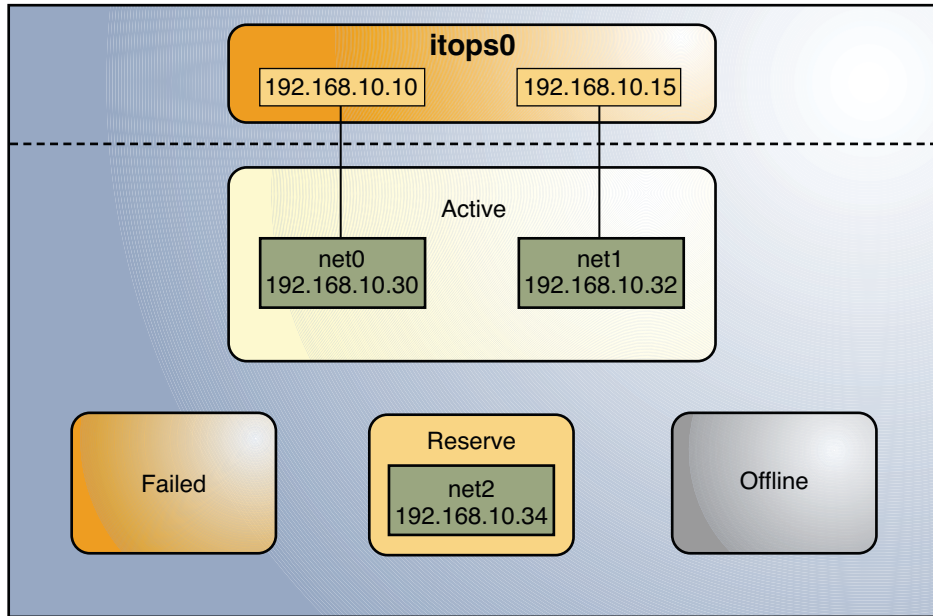 itops0
192.168.10.10
192.168.10.15
Active
net0
192.168.10.30
net1
192.168.10.32
Failed
Reserve
net2
192.168.10.34
Offline